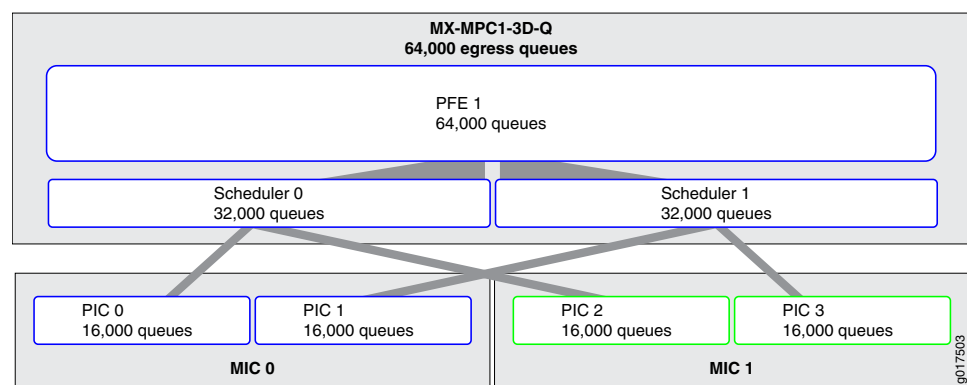 MX-MPC1-3D-Q
64,000 egress queues
PFE 1
64,000 queues
Scheduler 0
32,000 queues
Scheduler 1
32,000 queues
PIC 0
16,000 queues
PIC 1
16,000 queues
PIC 2
16,000 queues
PIC 3
16,000 queues
MIC 0
MIC 1
g017503